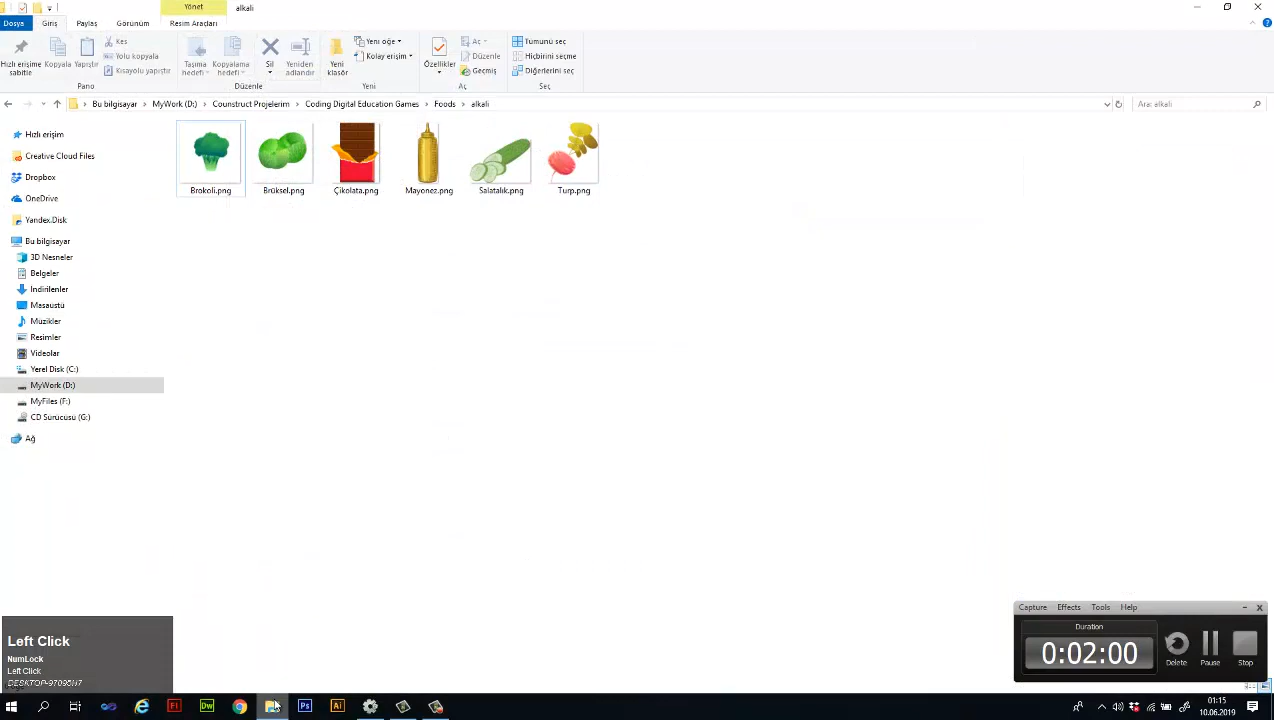 Yönet
alkali
Dosya
Giriş
Paylaş
Görünüm
Resim Araçları
Hızlı erişime sabitle
Kopyala
Yapıştır
Kes
Yolu kopyala
Kısayolu yapıştır
Pano
Taşıma hedefi
Kopyalama hedefi
Sil
Yeniden adlandır
Düzenle
Yeni klasör
Yeni öğe
Kolay erişim
Yeni
Özellikler
Aç
Düzenle
Geçmiş
Aç
Tümünü seç
Hiçbirini seçme
Diğerlerini seç
Seç
Bu bilgisayar > MyWork (D:) > Counstruct Projelerim > Coding Digital Education Games > Foods > alkali
Ara: alkali
Hızlı erişim
Creative Cloud Files
Dropbox
OneDrive
Yandex.Disk
Bu bilgisayar
3D Nesneler
Belgeler
İndirilenler
Masaüstü
Müzikler
Resimler
Videolar
Yerel Disk (C:)
MyWork (D:)
MyFiles (F:)
CD Sürücüsü (G:)
Ağ
Brokoli.png
Brüksel.png
Çikolata.png
Mayonez.png
Salatalık.png
Turp.png
Left Click
NumLock
Left Click
Capture Effects Tools Help
Duration
0:02:00
Delete
Pause
Stop
Fl
Dw
Ps
Ai
01:15
10.06.2019